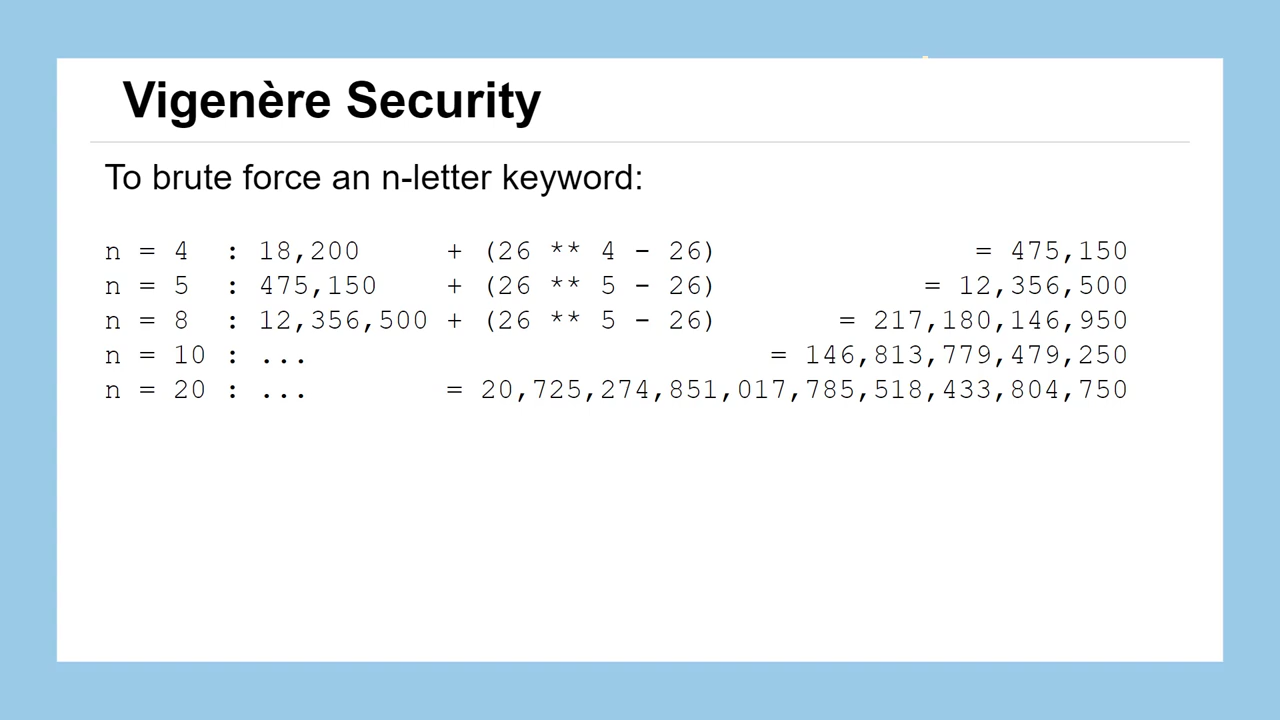 Vigenère Security
To brute force an n-letter keyword:
n = 4 : 18,200 + (26 ** 4 - 26) = 475,150
n = 5 : 475,150 + (26 ** 5 - 26) = 12,356,500
n = 8 : 12,356,500 + (26 ** 5 - 26) = 217,180,146,950
n = 10 : ... = 146,813,779,479,250
n = 20 : ... = 20,725,274,851,017,785,518,433,804,750